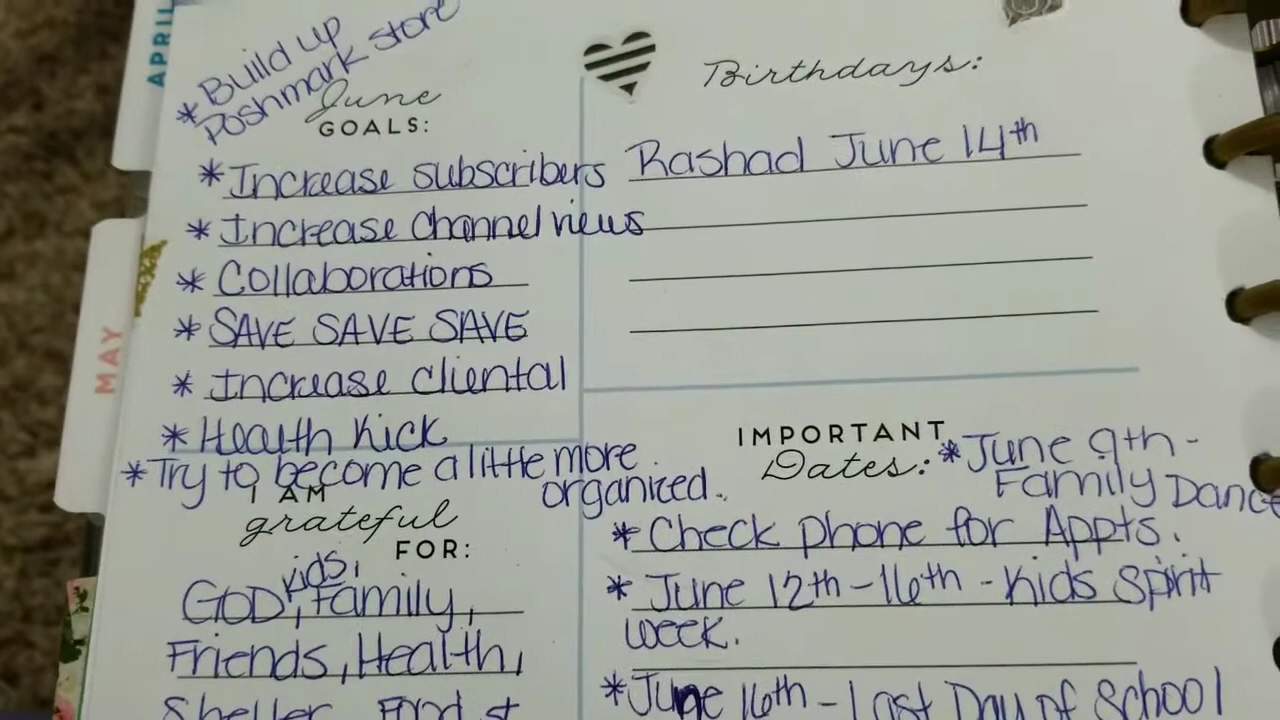 APRIL
MAY
* Build up
Poshmark store
June
GOALS:
* Increase subscribers
* Increase channel views
* Collaborations
* SAVE SAVE SAVE
* Increase cliental
* Health Kick
* Try to become a little more
organized.
I AM
grateful
FOR:
kids,
GOD, Family,
Friends, Health,
Shelter, Food
Birthdays:
Rashad June 14th
IMPORTANT
Dates:
* June 9th -
Family Dance
* Check phone for Appts.
* June 12th - 16th - Kids Spirit
week.
* June 16th - Last Day of School